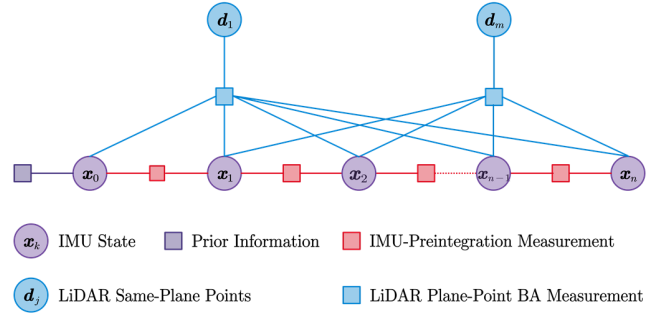 d₁ dₘ
x₀ x₁ x₂ xₙ₋₁ xₙ
xₖ IMU State Prior Information IMU-Preintegration Measurement
dⱼ LiDAR Same-Plane Points LiDAR Plane-Point BA Measurement